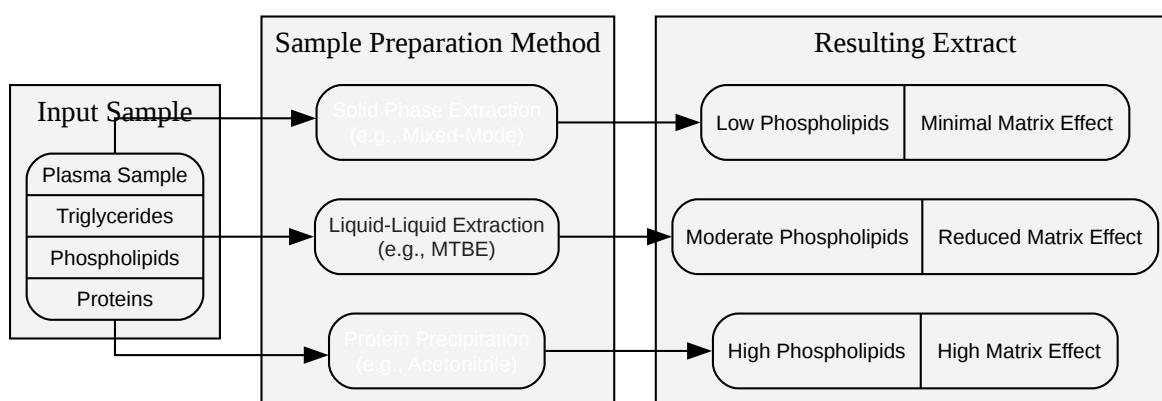 Input Sample
Plasma Sample
Triglycerides
Phospholipids
Proteins
Sample Preparation Method
Solid Phase Extraction
(e.g., Mixed-Mode)
Liquid-Liquid Extraction
(e.g., MTBE)
Protein Precipitation
(e.g., Acetonitrile)
Resulting Extract
Low Phospholipids
Minimal Matrix Effect
Moderate Phospholipids
Reduced Matrix Effect
High Phospholipids
High Matrix Effect